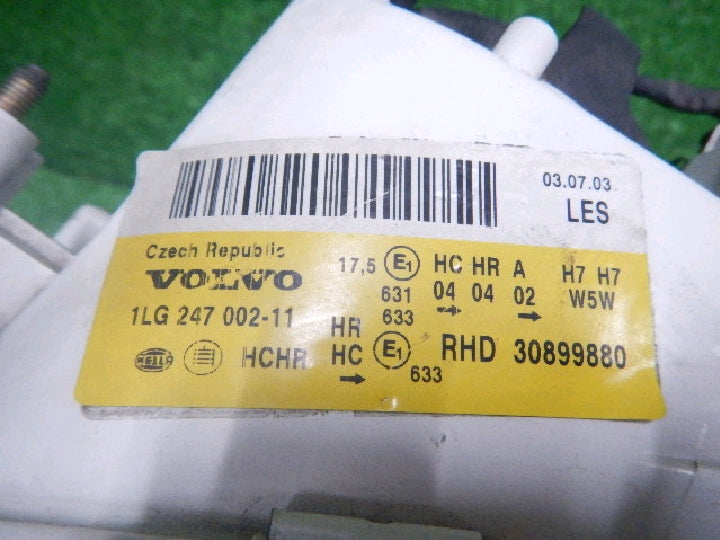 03.07.03
LES
Czech Republic
VOLVO
17,5 E1 HC HR A H7 H7
631 04 04 02 W5W
1LG 247 002-11
HR 633
HELLA HCHR HC E1 RHD 30899880
633